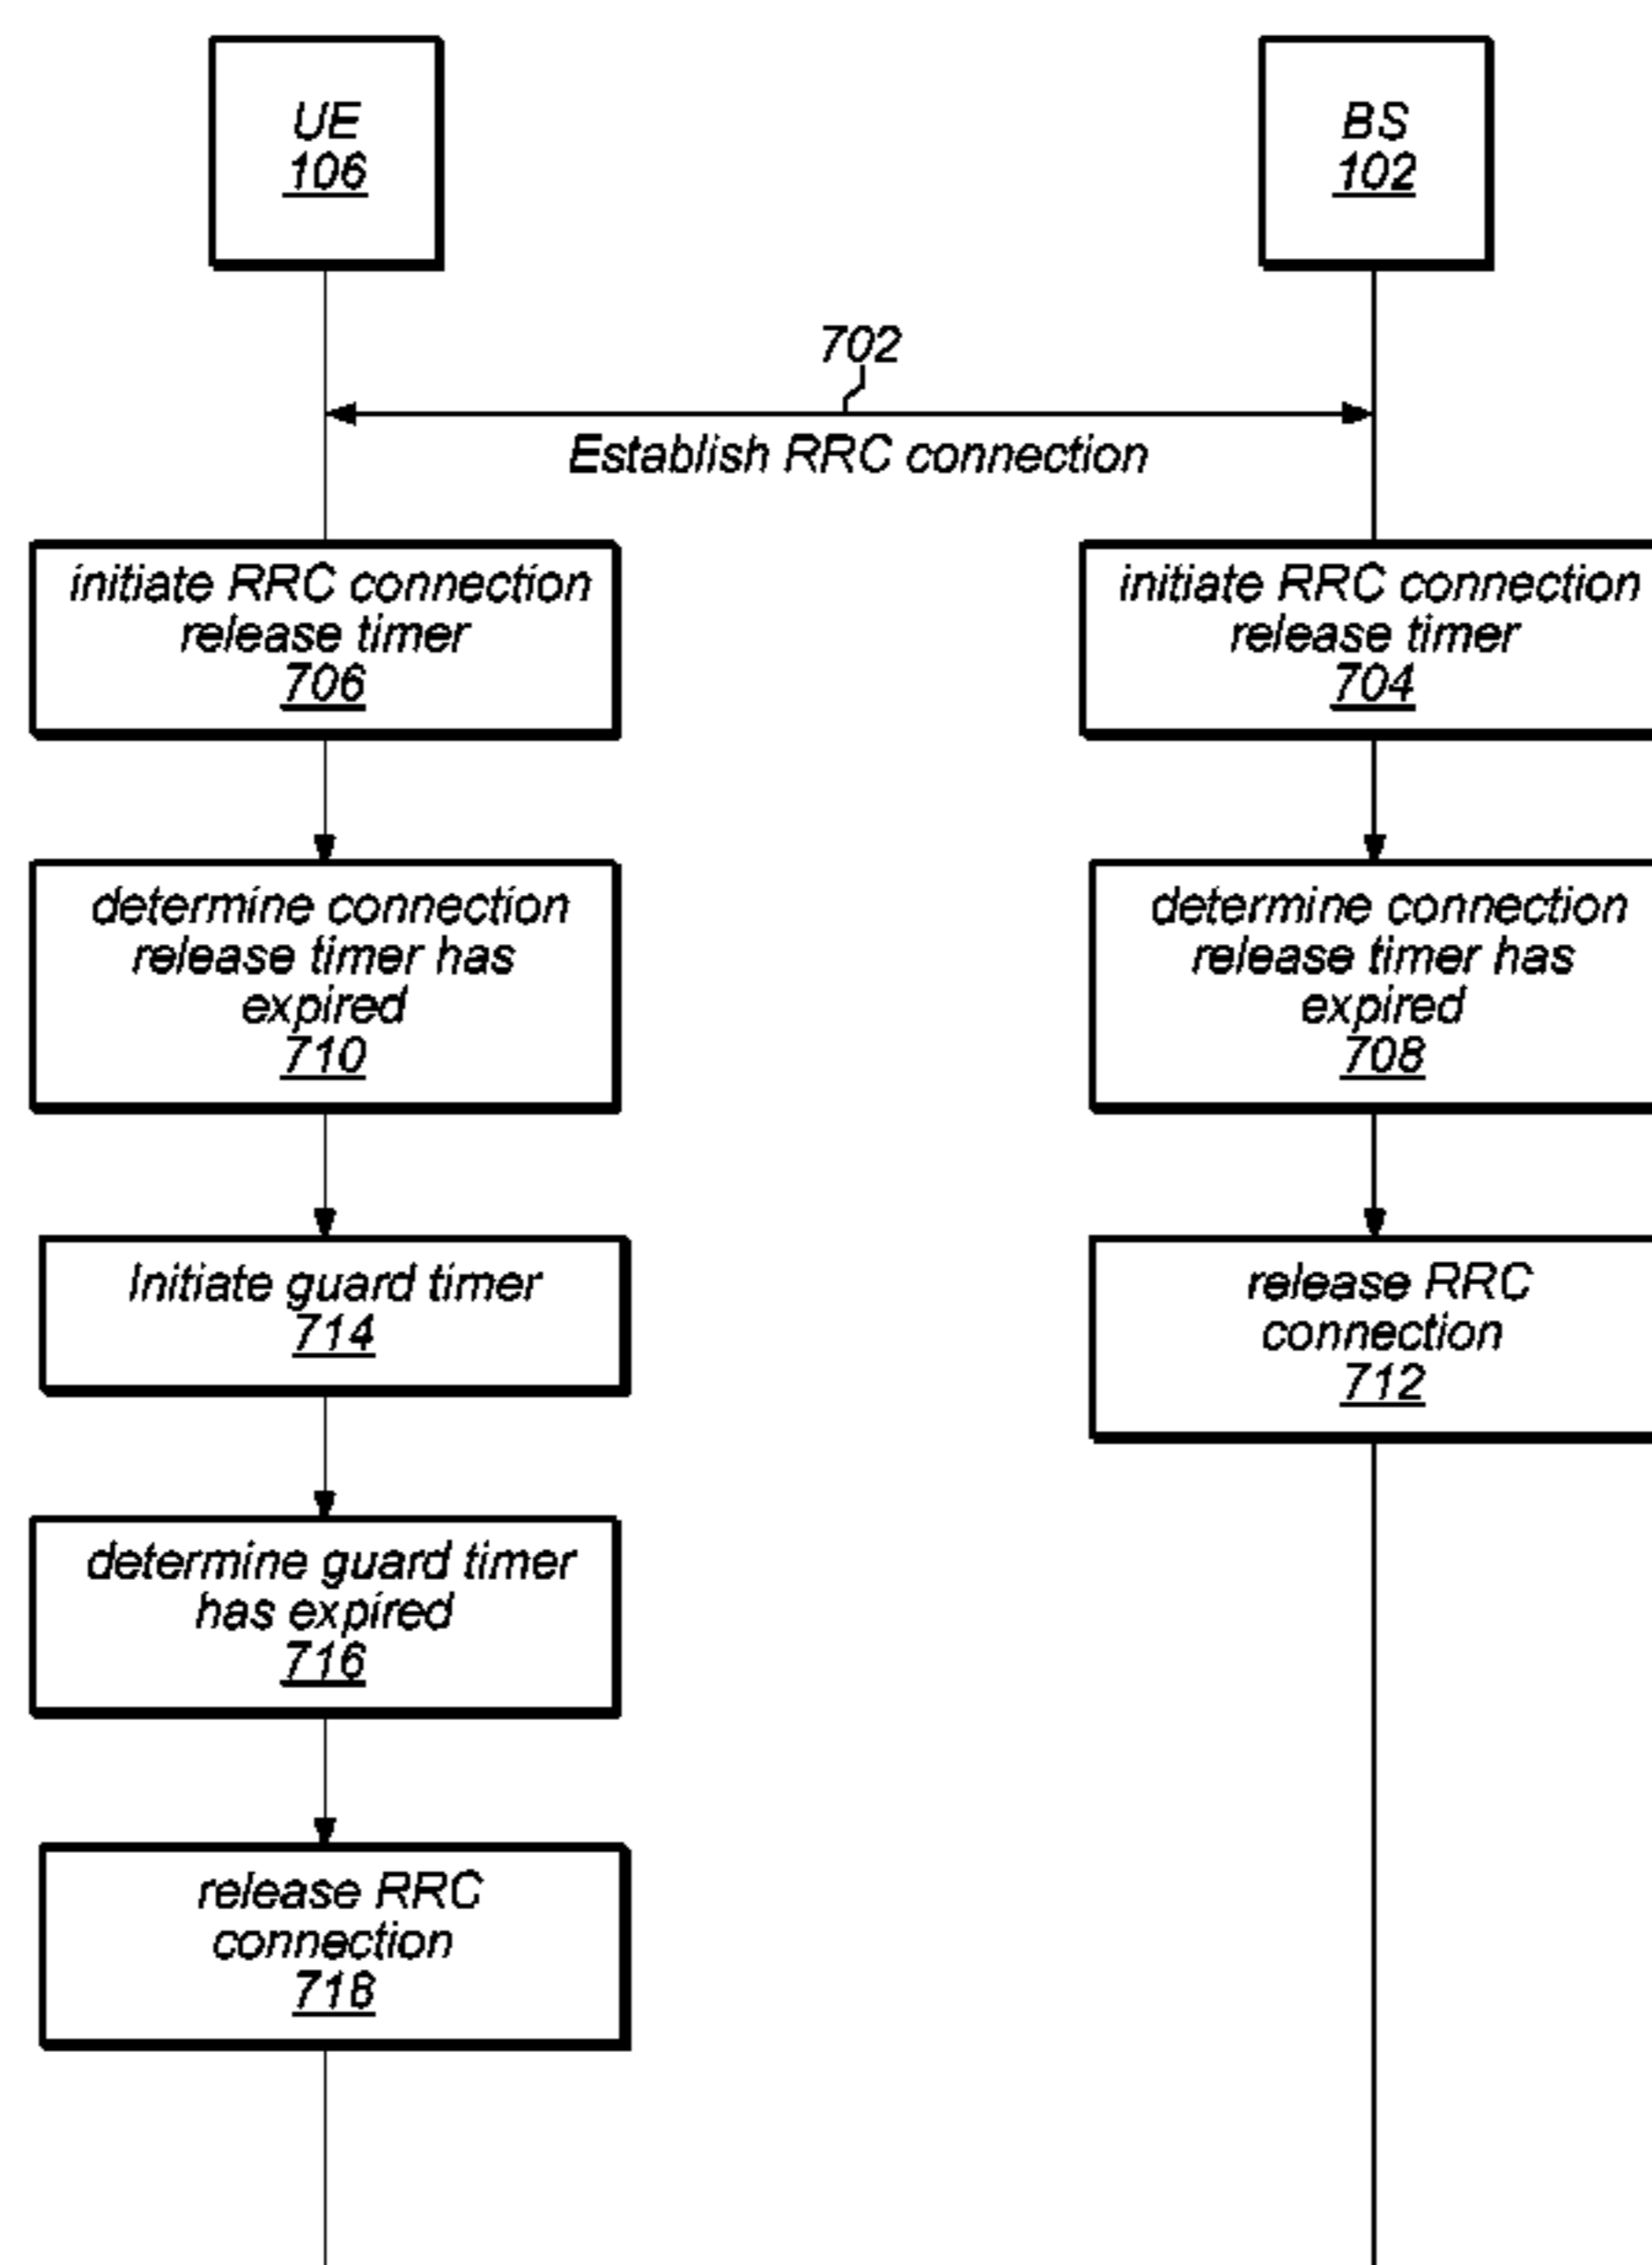 UE
106
BS
102
702
Establish RRC connection
initiate RRC connection
release timer
706
initiate RRC connection
release timer
704
determine connection
release timer has
expired
710
determine connection
release timer has
expired
708
Initiate guard timer
714
release RRC
connection
712
determine guard timer
has expired
716
release RRC
connection
718